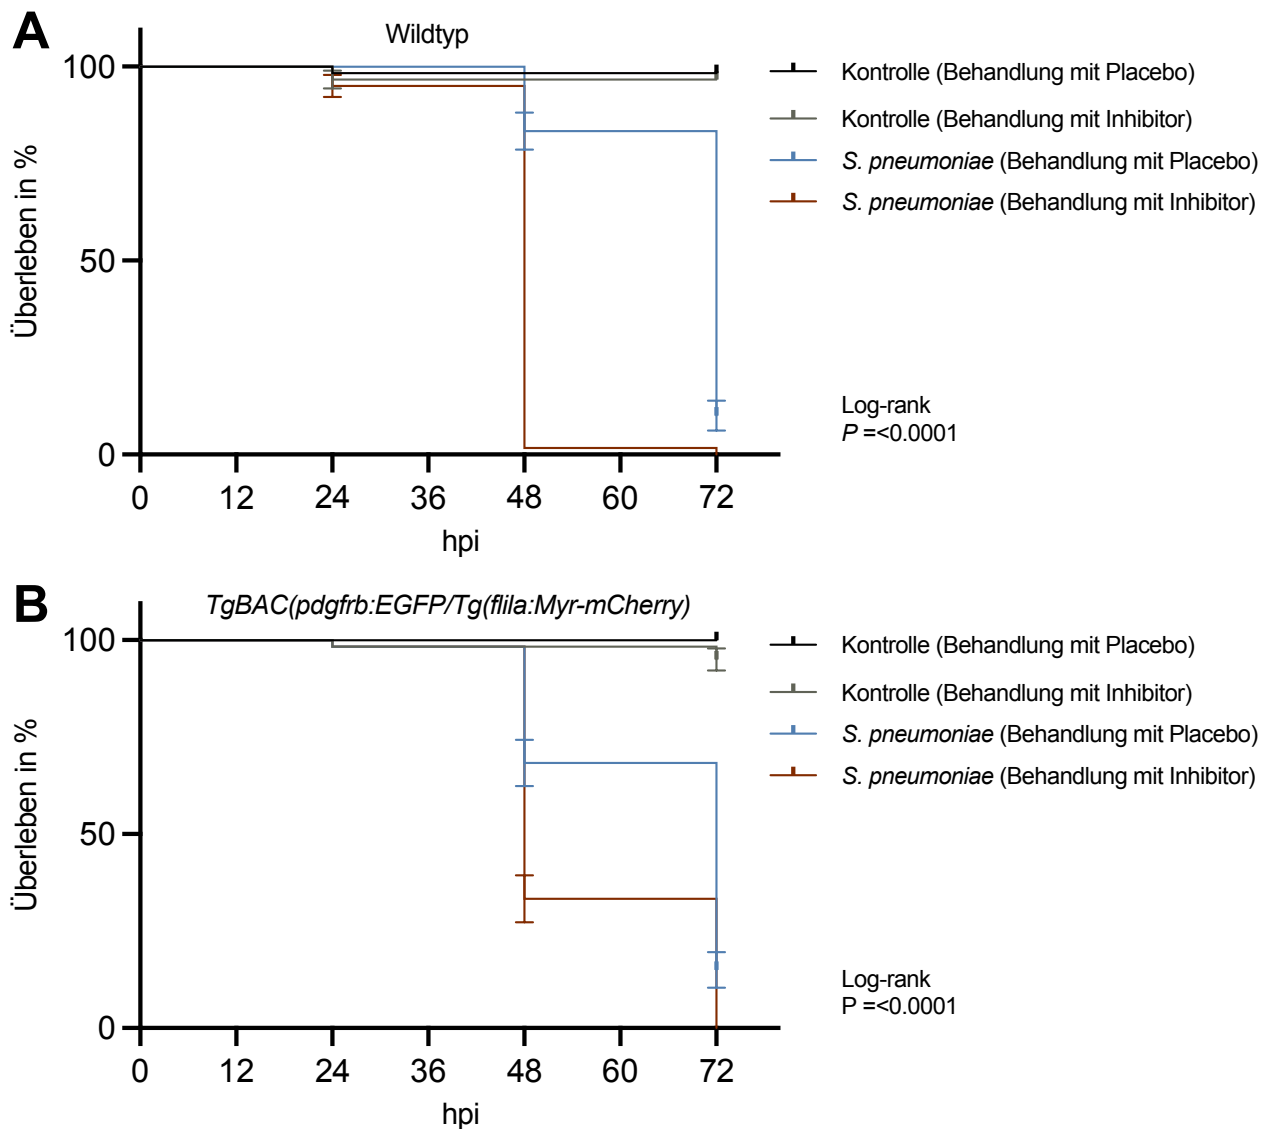 A
Wildtyp
100
50
0
Überleben in %
0 12 24 36 48 60 72
hpi
Kontrolle (Behandlung mit Placebo)
Kontrolle (Behandlung mit Inhibitor)
S. pneumoniae (Behandlung mit Placebo)
S. pneumoniae (Behandlung mit Inhibitor)
Log-rank
P =<0.0001
B
TgBAC(pdgfrb:EGFP/Tg(flila:Myr-mCherry)
100
50
0
Überleben in %
0 12 24 36 48 60 72
hpi
Kontrolle (Behandlung mit Placebo)
Kontrolle (Behandlung mit Inhibitor)
S. pneumoniae (Behandlung mit Placebo)
S. pneumoniae (Behandlung mit Inhibitor)
Log-rank
P =<0.0001